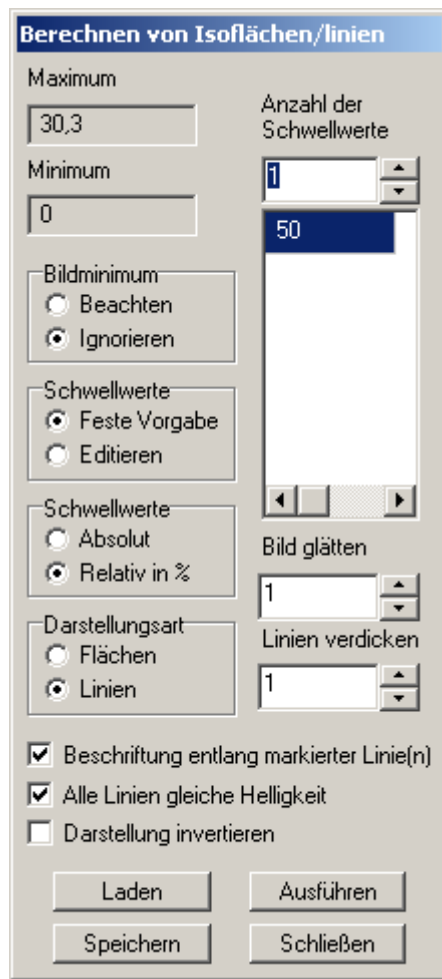 Berechnen von Isoflächen/linien
Maximum
30,3
Minimum
0
Bildminimum
Beachten
Ignorieren
Schwellwerte
Feste Vorgabe
Editieren
Schwellwerte
Absolut
Relativ in %
Darstellungsart
Flächen
Linien
Anzahl der
Schwellwerte
1
50
Bild glätten
1
Linien verdicken
1
Beschriftung entlang markierter Linie(n)
Alle Linien gleiche Helligkeit
Darstellung invertieren
Laden
Ausführen
Speichern
Schließen